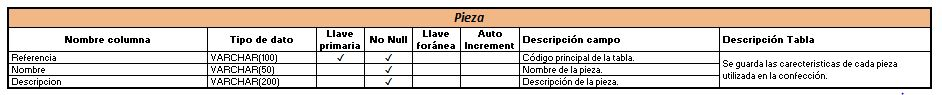 Pieza
Nombre columna Tipo de dato Llave primaria No Null Llave foránea Auto Increment Descripción campo Descripción Tabla
Referencia VARCHAR(100) ✓ ✓ Código principal de la tabla. Se guarda las carecteristicas de cada pieza utilizada en la confección.
Nombre VARCHAR(50) ✓ Nombre de la pieza.
Descripcion VARCHAR(200) ✓ Descripción de la pieza.